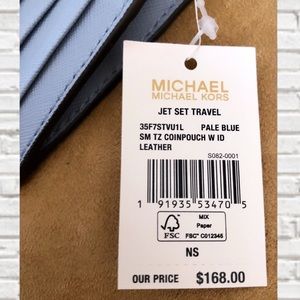 MICHAEL
MICHAEL KORS
JET SET TRAVEL
35F7STVU1L PALE BLUE
SM TZ COINPOUCH W ID
LEATHER
S082-0001
1 91935 53470 5
FSC
MIX
Paper
FSC® C012345
NS
OUR PRICE $168.00